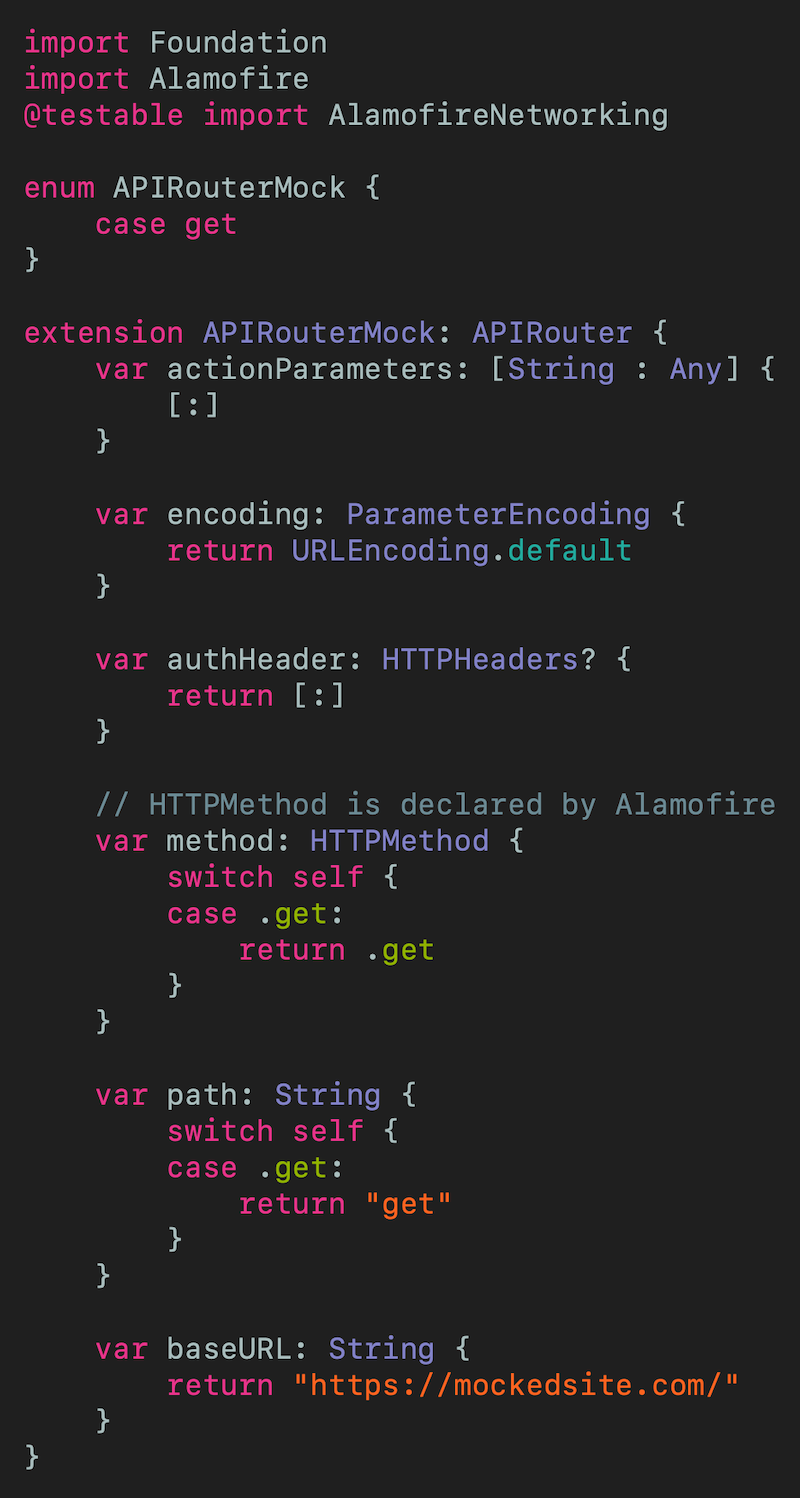 import Foundation
import Alamofire
@testable import AlamofireNetworking

enum APIRouterMock {
    case get
}

extension APIRouterMock: APIRouter {
    var actionParameters: [String : Any] {
        [:]
    }

    var encoding: ParameterEncoding {
        return URLEncoding.default
    }

    var authHeader: HTTPHeaders? {
        return [:]
    }

    // HTTPMethod is declared by Alamofire
    var method: HTTPMethod {
        switch self {
        case .get:
            return .get
        }
    }

    var path: String {
        switch self {
        case .get:
            return "get"
        }
    }

    var baseURL: String {
        return "https://mockedsite.com/"
    }
}